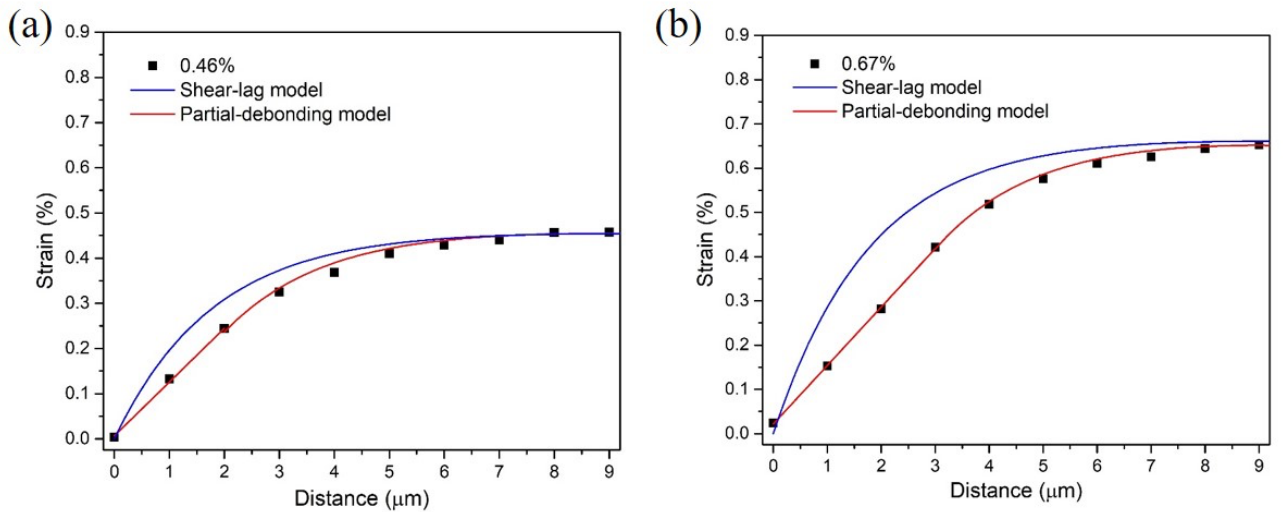 (a)
0.9
0.8
0.7
0.6
0.5
0.4
0.3
0.2
0.1
0.0
Strain (%)
0.46%
Shear-lag model
Partial-debonding model
0 1 2 3 4 5 6 7 8 9
Distance (μm)
(b)
0.9
0.8
0.7
0.6
0.5
0.4
0.3
0.2
0.1
0.0
Strain (%)
0.67%
Shear-lag model
Partial-debonding model
0 1 2 3 4 5 6 7 8 9
Distance (μm)